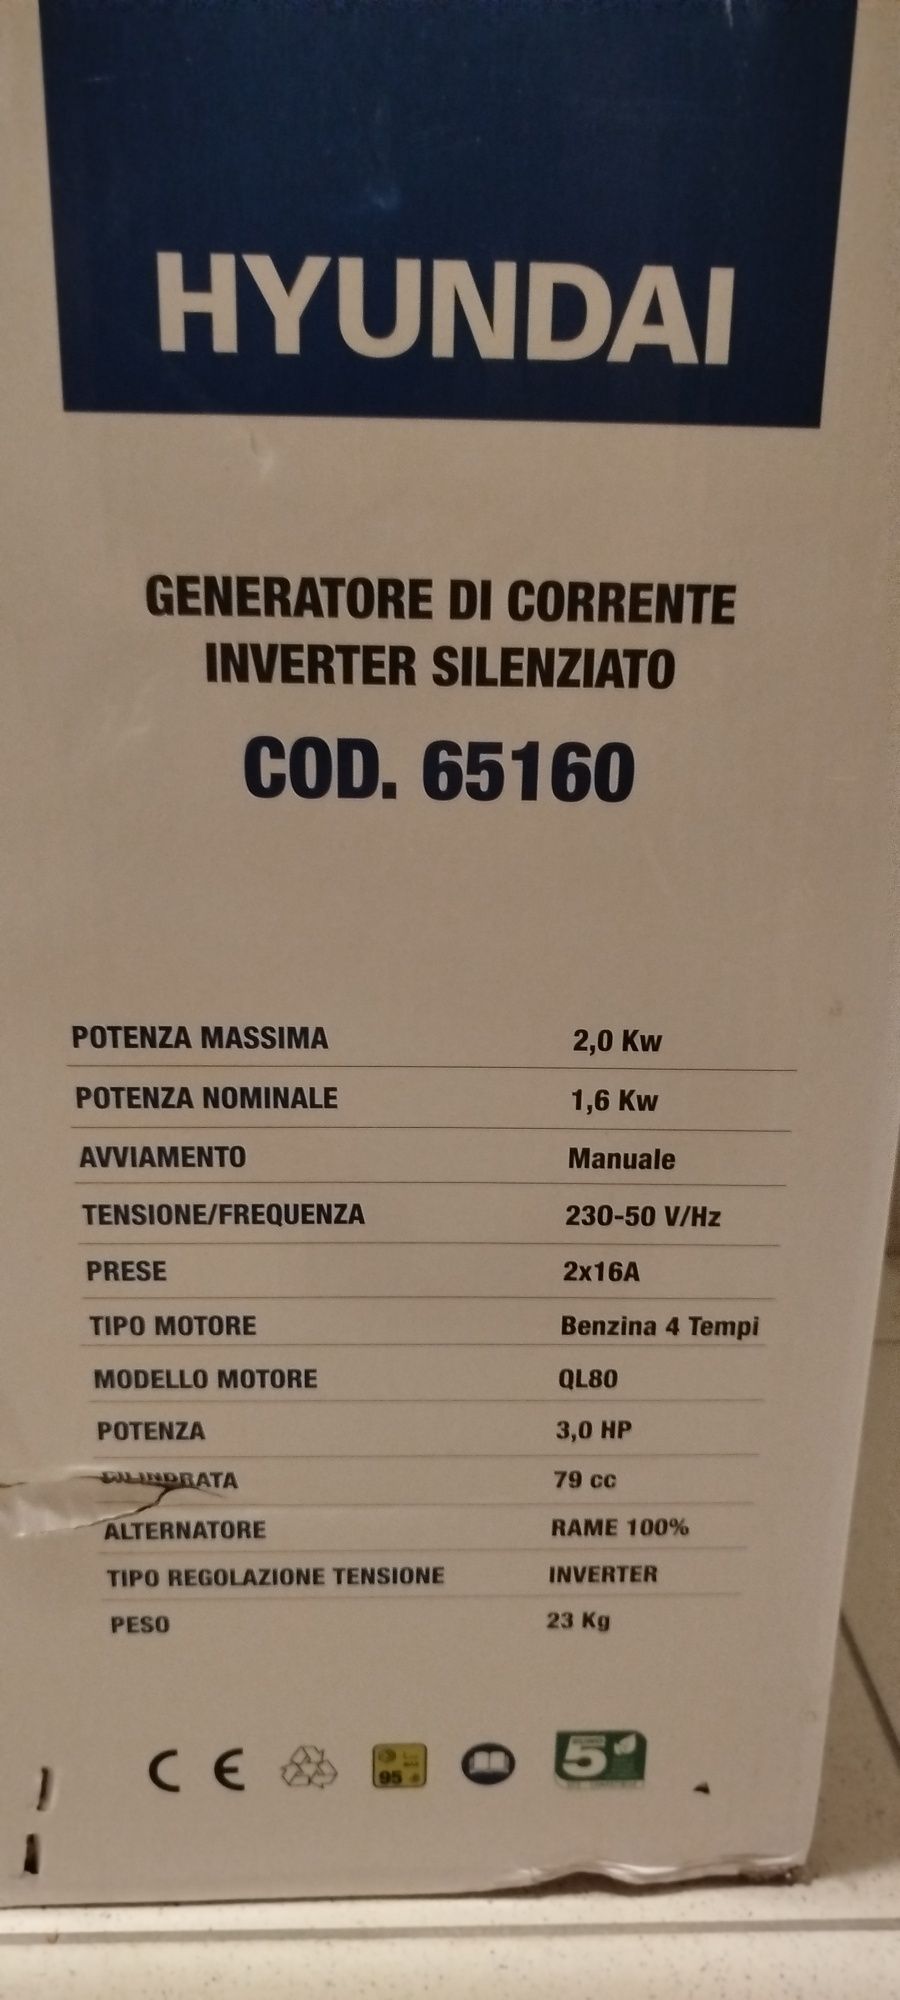 HYUNDAI
GENERATORE DI CORRENTE
INVERTER SILENZIATO
COD. 65160
POTENZA MASSIMA 2,0 Kw
POTENZA NOMINALE 1,6 Kw
AVVIAMENTO Manuale
TENSIONE/FREQUENZA 230-50 V/Hz
PRESE 2x16A
TIPO MOTORE Benzina 4 Tempi
MODELLO MOTORE QL80
POTENZA 3,0 HP
CILINDRATA 79 cc
ALTERNATORE RAME 100%
TIPO REGOLAZIONE TENSIONE INVERTER
PESO 23 Kg
CE 95 5